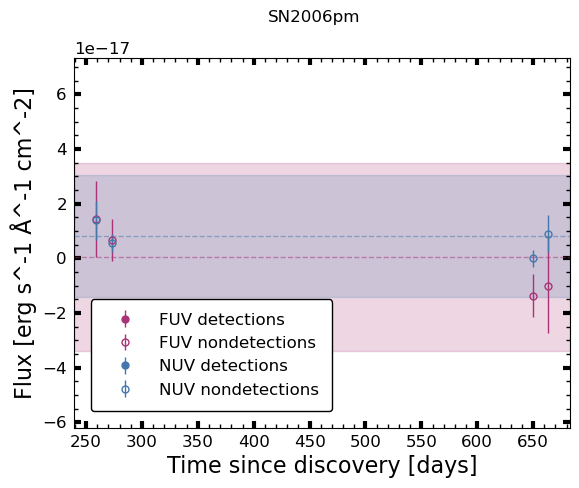 SN2006pm
1e−17
6
4
2
0
−2
−4
−6
Flux [erg s^-1 Å^-1 cm^-2]
FUV detections
FUV nondetections
NUV detections
NUV nondetections
250 300 350 400 450 500 550 600 650
Time since discovery [days]